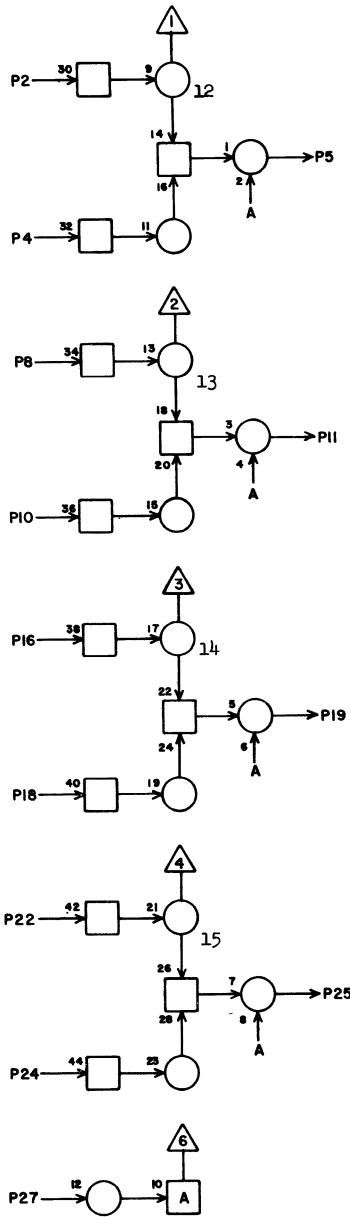 1
P2 30 9 12
14 1 P5
16 2
P4 32 11 A
2
P8 34 13 13
18 3 P11
20 4
P10 36 15 A
3
P16 38 17 14
22 5 P19
24 6
P18 40 19 A
4
P22 42 21 15
26 7 P25
28 8
P24 44 23 A
6
P27 12 10 A